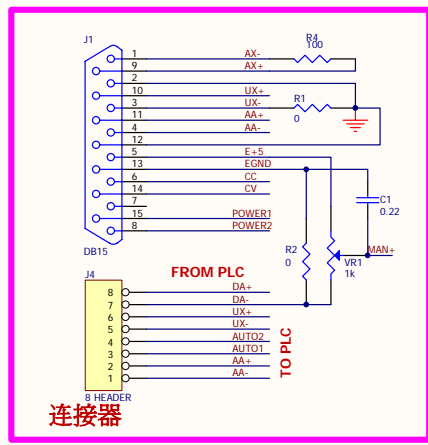 J1
1 AX-
9 AX+
2
10 UX+
3 UX-
11 AA+
4 AA-
12
5 E+5
13 EGND
6 CC
14 CV
7
15 POWER1
8 POWER2
DB15
R4
100
R1
0
C1
0.22
R2
0
VR1
1k
MAN+
FROM PLC
J4
8 DA+
7 DA-
6 UX+
5 UX-
4 AUTO2
3 AUTO1
2 AA+
1 AA-
8 HEADER
TO PLC
连接器